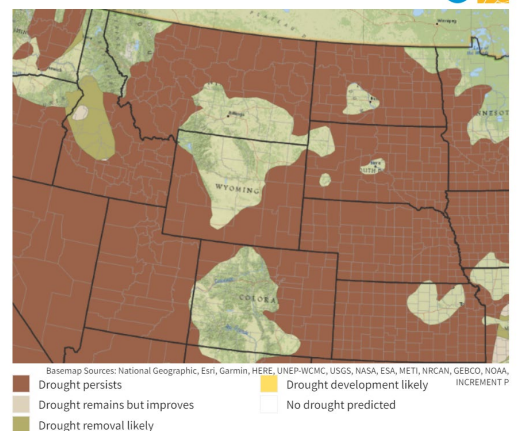 WYOMING
COLORA
Basemap Sources: National Geographic, Esri, Garmin, HERE, UNEP-WCMC, USGS, NASA, ESA, METI, NRCAN, GEBCO, NOAA,
INCREMENT P
Drought persists
Drought development likely
Drought remains but improves
No drought predicted
Drought removal likely